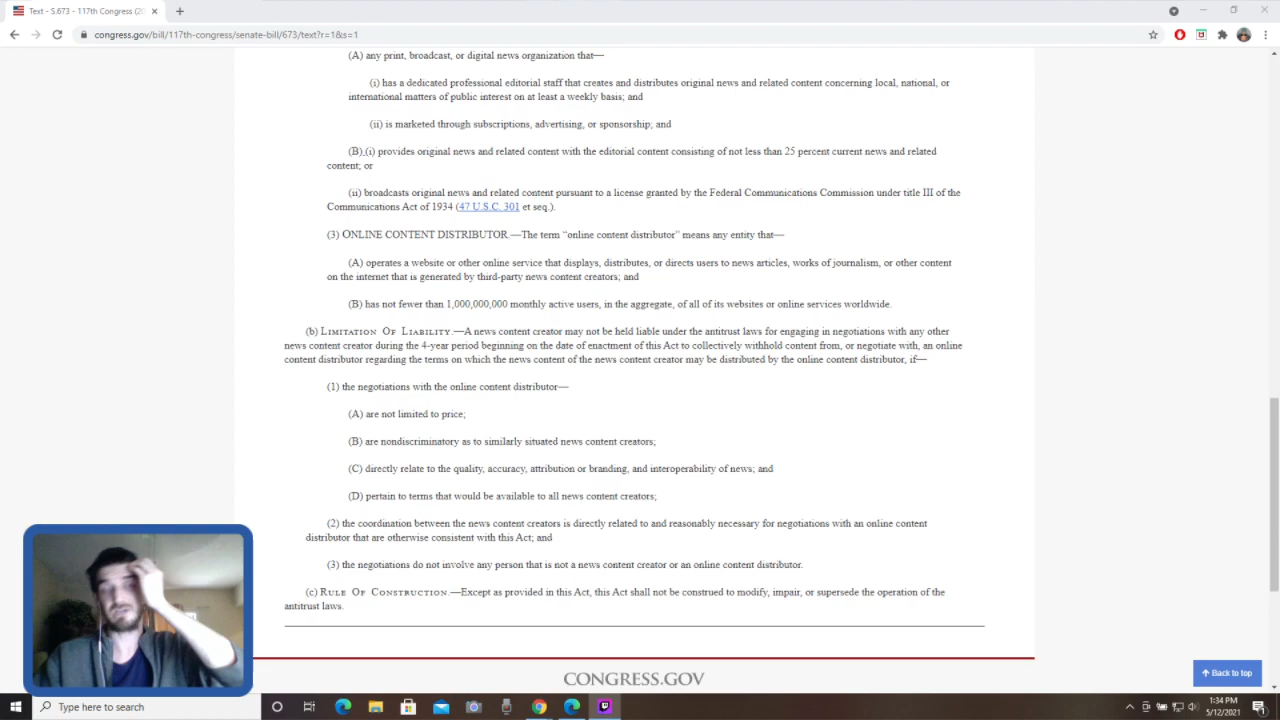 Text - S.673 - 117th Congress (20
congress.gov/bill/117th-congress/senate-bill/673/text?r=1&s=1
(A) any print, broadcast, or digital news organization that—
(i) has a dedicated professional editorial staff that creates and distributes original news and related content concerning local, national, or
international matters of public interest on at least a weekly basis; and
(ii) is marketed through subscriptions, advertising, or sponsorship; and
(B) (i) provides original news and related content with the editorial content consisting of not less than 25 percent current news and related
content; or
(ii) broadcasts original news and related content pursuant to a license granted by the Federal Communications Commission under title III of the
Communications Act of 1934 (47 U.S.C. 301 et seq.).
(3) ONLINE CONTENT DISTRIBUTOR.—The term “online content distributor” means any entity that—
(A) operates a website or other online service that displays, distributes, or directs users to news articles, works of journalism, or other content
on the internet that is generated by third-party news content creators; and
(B) has not fewer than 1,000,000,000 monthly active users, in the aggregate, of all of its websites or online services worldwide.
(b) LIMITATION OF LIABILITY.—A news content creator may not be held liable under the antitrust laws for engaging in negotiations with any other
news content creator during the 4-year period beginning on the date of enactment of this Act to collectively withhold content from, or negotiate with, an online
content distributor regarding the terms on which the news content of the news content creator may be distributed by the online content distributor, if—
(1) the negotiations with the online content distributor—
(A) are not limited to price;
(B) are nondiscriminatory as to similarly situated news content creators;
(C) directly relate to the quality, accuracy, attribution or branding, and interoperability of news; and
(D) pertain to terms that would be available to all news content creators;
(2) the coordination between the news content creators is directly related to and reasonably necessary for negotiations with an online content
distributor that are otherwise consistent with this Act; and
(3) the negotiations do not involve any person that is not a news content creator or an online content distributor.
(c) RULE OF CONSTRUCTION.—Except as provided in this Act, this Act shall not be construed to modify, impair, or supersede the operation of the
antitrust laws.
CONGRESS.GOV
Back to top
Type here to search
1:34 PM
5/12/2021